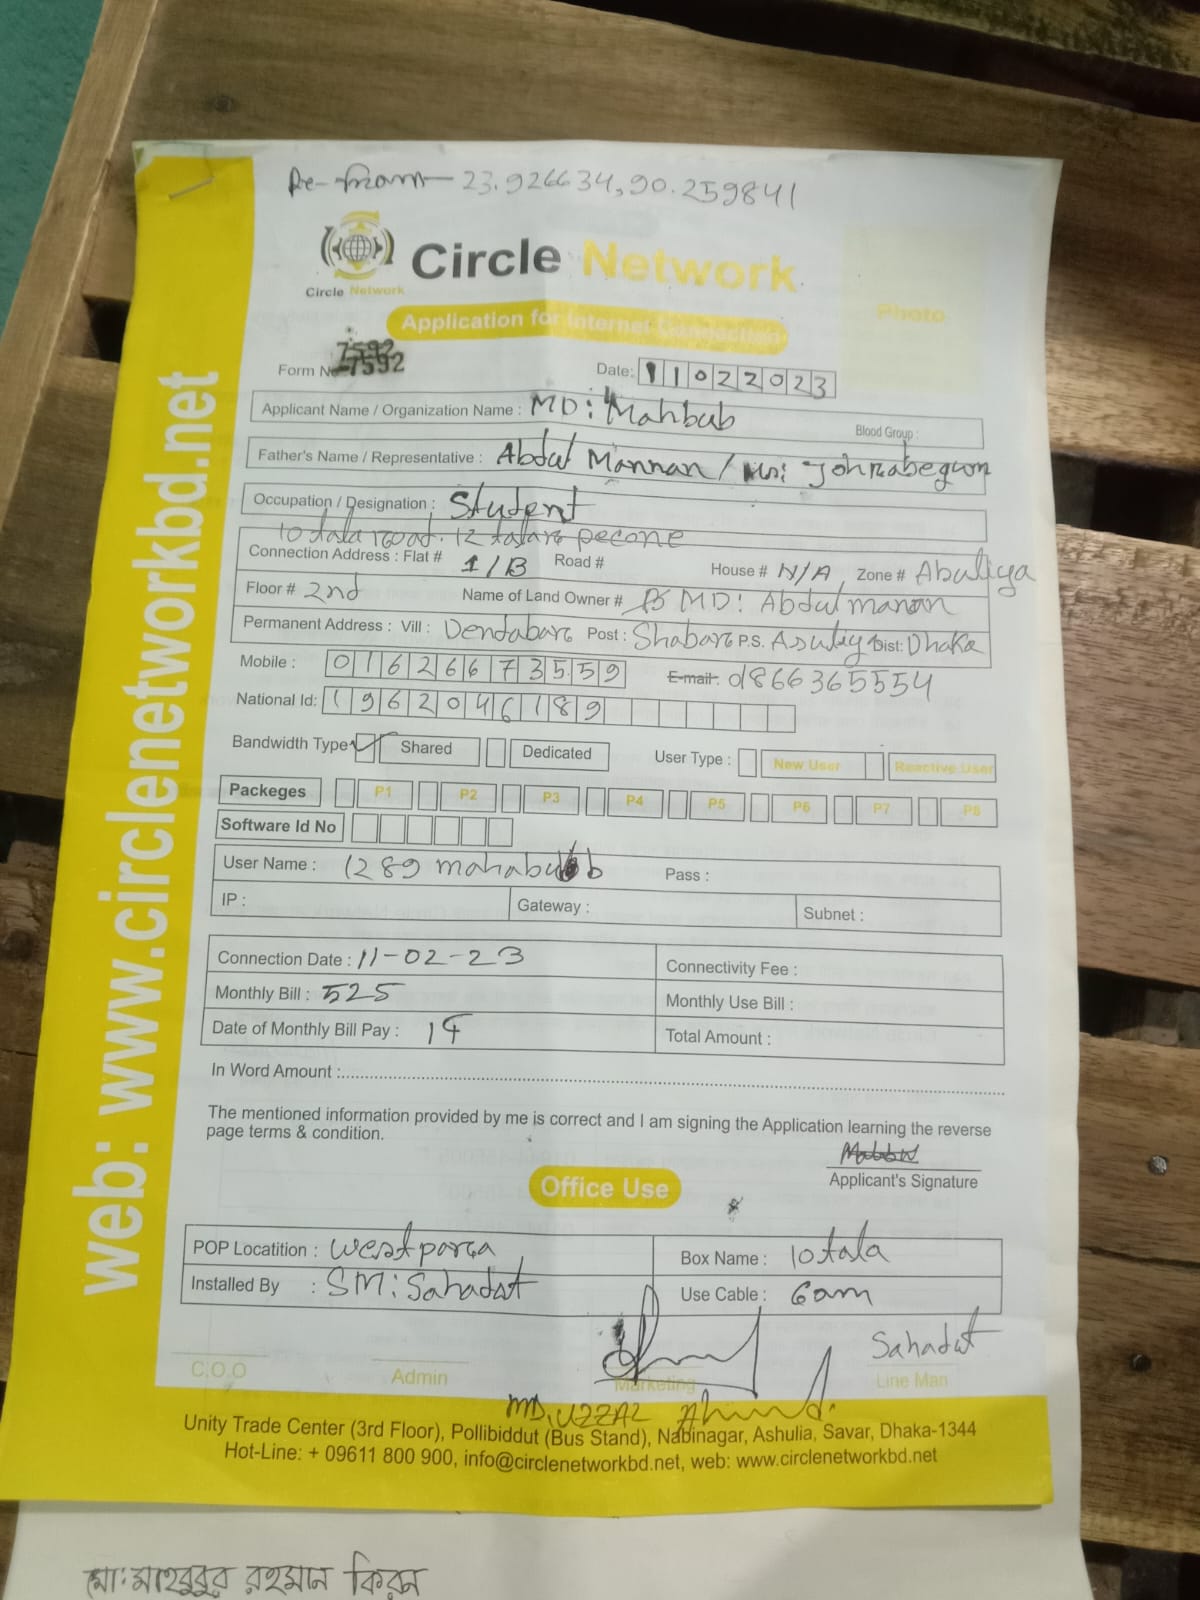 Re-from 23.926634,90.259841
Circle Network
Circle Network
Application for Internet Connection
Photo
Form No 7592
Date: 11022023
Applicant Name / Organization Name : MD: Mahbub
Blood Group :
Father's Name / Representative : Abdul Mannan / Johrabegum
Occupation / Designation : Student
10 tala road. 12 talar pecone
Connection Address : Flat # 1/B Road # House # N/A, Zone # Abuliya
Floor # 2nd Name of Land Owner # MD: Abdul manan
Permanent Address : Vill : Dendabar Post : Shabar P.S. Asuliy Dist: Dhaka
Mobile : 01626673559 E-mail: 01866365554
National Id: 1962046189
Bandwidth Type Shared Dedicated User Type : New User Reactive User
Packeges P1 P2 P3 P4 P5 P6 P7 P8
Software Id No
User Name : 1289 mahabub Pass :
IP : Gateway : Subnet :
Connection Date : 11-02-23 Connectivity Fee :
Monthly Bill : 525 Monthly Use Bill :
Date of Monthly Bill Pay : Total Amount :
In Word Amount :
The mentioned information provided by me is correct and I am signing the Application learning the reverse
page terms & condition.
Applicant's Signature
Office Use
POP Locatition : westpara Box Name : 10tala
Installed By : SM: Sahadat Use Cable :
Sahadat
C.O.O Admin Marketing Line Man
MD. UZZAL Ahmed.
Unity Trade Center (3rd Floor), Pollibiddut (Bus Stand), Nabinagar, Ashulia, Savar, Dhaka-1344
Hot-Line: + 09611 800 900, info@circlenetworkbd.net, web: www.circlenetworkbd.net
web: www.circlenetworkbd.net
মো: মাহবুবুর রহমান কিরন